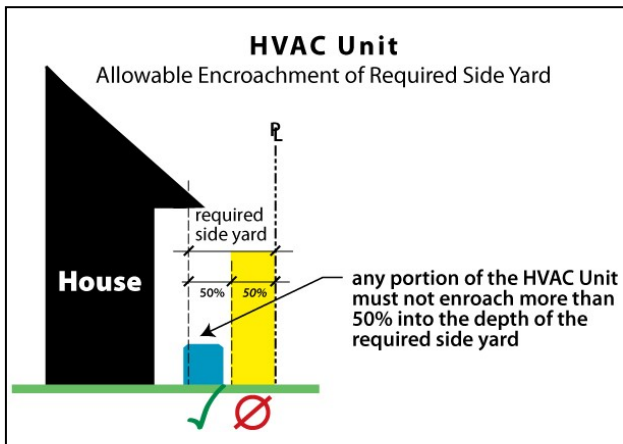 HVAC Unit
Allowable Encroachment of Required Side Yard
PL
required
side yard
House
50%
50%
any portion of the HVAC Unit
must not enroach more than
50% into the depth of the
required side yard